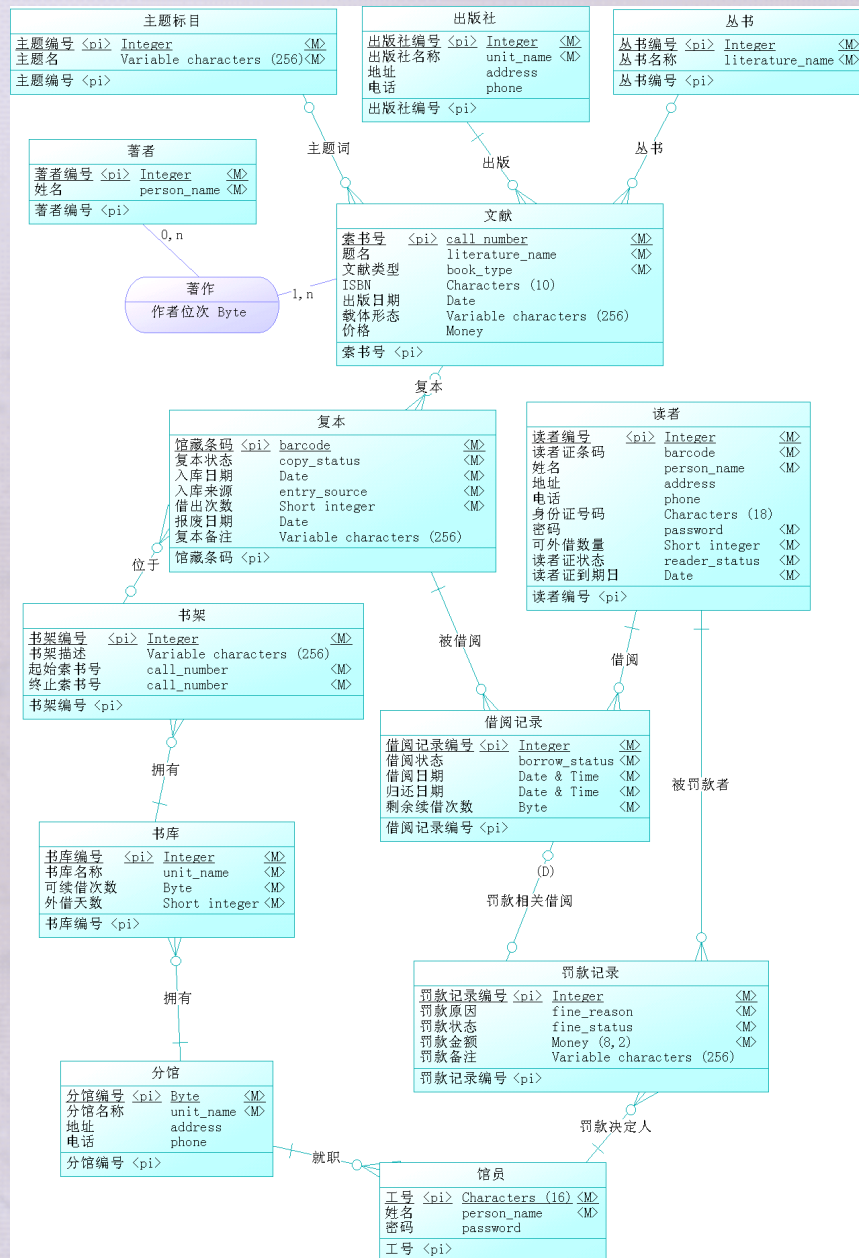 主题标目
主题编号 <pi> Integer <M>
主题名 Variable characters (256) <M>
主题编号 <pi>
出版社
出版社编号 <pi> Integer <M>
出版社名称 unit_name <M>
地址 address
电话 phone
出版社编号 <pi>
丛书
丛书编号 <pi> Integer <M>
丛书名称 literature_name <M>
丛书编号 <pi>
主题词
出版
丛书
著者
著者编号 <pi> Integer <M>
姓名 person_name <M>
著者编号 <pi>
0,n
著作
作者位次 Byte
1,n
文献
索书号 <pi> call_number <M>
题名 literature_name <M>
文献类型 book_type <M>
ISBN Characters (10)
出版日期 Date
载体形态 Variable characters (256)
价格 Money
索书号 <pi>
复本
复本
馆藏条码 <pi> barcode <M>
复本状态 copy_status <M>
入库日期 Date <M>
入库来源 entry_source <M>
借出次数 Short integer <M>
报废日期 Date
复本备注 Variable characters (256)
馆藏条码 <pi>
读者
读者编号 <pi> Integer <M>
读者证条码 barcode <M>
姓名 person_name <M>
地址 address
电话 phone
身份证号码 Characters (18)
密码 password <M>
可外借数量 Short integer <M>
读者证状态 reader_status <M>
读者证到期日 Date <M>
读者编号 <pi>
位于
书架
书架编号 <pi> Integer <M>
书架描述 Variable characters (256)
起始索书号 call_number <M>
终止索书号 call_number <M>
书架编号 <pi>
被借阅
借阅
借阅记录
借阅记录编号 <pi> Integer <M>
借阅状态 borrow_status <M>
借阅日期 Date & Time <M>
归还日期 Date & Time <M>
剩余续借次数 Byte <M>
借阅记录编号 <pi>
被罚款者
拥有
书库
书库编号 <pi> Integer <M>
书库名称 unit_name <M>
可续借次数 Byte <M>
外借天数 Short integer <M>
书库编号 <pi>
(D)
罚款相关借阅
罚款记录
罚款记录编号 <pi> Integer <M>
罚款原因 fine_reason <M>
罚款状态 fine_status <M>
罚款金额 Money (8,2) <M>
罚款备注 Variable characters (256)
罚款记录编号 <pi>
拥有
分馆
分馆编号 <pi> Byte <M>
分馆名称 unit_name <M>
地址 address
电话 phone
分馆编号 <pi>
罚款决定人
就职
馆员
工号 <pi> Characters (16) <M>
姓名 person_name <M>
密码 password
工号 <pi>